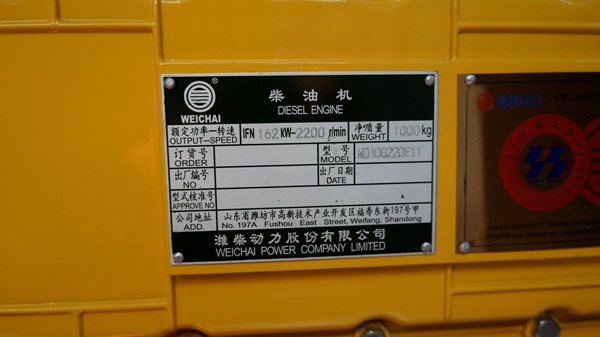 WEICHAI
柴油机
DIESEL ENGINE
额定功率—转速 IFN 162 kW-2200 r/min 净重量 1000kg
OUTPUT-SPEED WEIGHT
订货号 型号 WD10G220E11
ORDER MODEL
出厂编号 出厂日期
NO. DATE
型式核准号
APPROVE NO
公司地址 山东省潍坊市高新技术产业开发区福寿东街197号甲
ADD. No. 197A Fushou East Street, Weifang, Shandong
潍柴动力股份有限公司
WEICHAI POWER COMPANY LIMITED